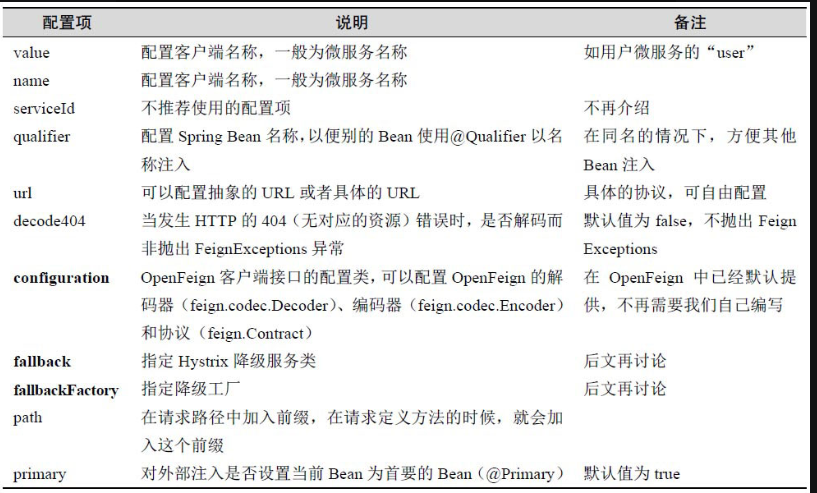 配置项 说明 备注
value 配置客户端名称，一般为微服务名称 如用户微服务的“user”
name 配置客户端名称，一般为微服务名称
serviceId 不推荐使用的配置项 不再介绍
qualifier 配置 Spring Bean 名称，以便别的 Bean 使用@Qualifier 以名 在同名的情况下，方便其他
称注入 Bean 注入
url 可以配置抽象的 URL 或者具体的 URL 具体的协议，可自由配置
decode404 当发生 HTTP 的 404（无对应的资源）错误时，是否解码而 默认值为 false，不抛出 Feign
非抛出 FeignExceptions 异常 Exceptions
configuration OpenFeign 客户端接口的配置类，可以配置 OpenFeign 的解 在 OpenFeign 中已经默认提
码器（feign.codec.Decoder）、编码器（feign.codec.Encoder） 供，不再需要我们自己编写
和协议（feign.Contract）
fallback 指定 Hystrix 降级服务类 后文再讨论
fallbackFactory 指定降级工厂 后文再讨论
path 在请求路径中加入前缀，在请求定义方法的时候，就会加
入这个前缀
primary 对外部注入是否设置当前 Bean 为首要的 Bean（@Primary） 默认值为 true